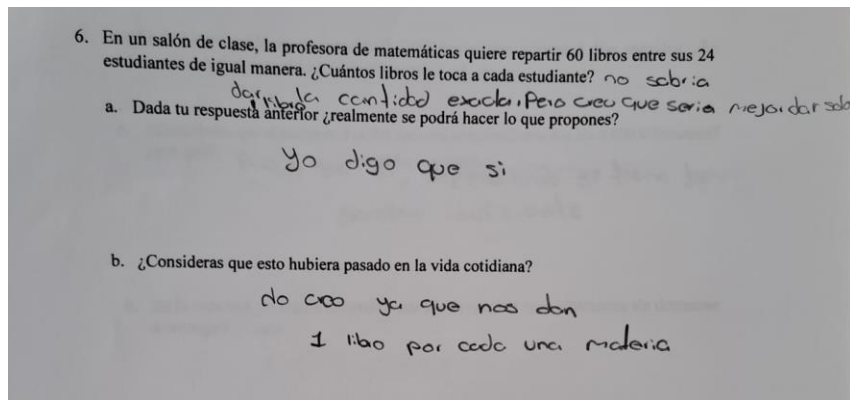 6. En un salón de clase, la profesora de matemáticas quiere repartir 60 libros entre sus 24
estudiantes de igual manera. ¿Cuántos libros le toca a cada estudiante? no sabria
dar la cantidad exacta, Pero creo que seria mejor dar solo
1 libro
a. Dada tu respuesta anterior ¿realmente se podrá hacer lo que propones?
Yo digo que si
b. ¿Consideras que esto hubiera pasado en la vida cotidiana?
No creo ya que nos dan
1 libro por cada una materia